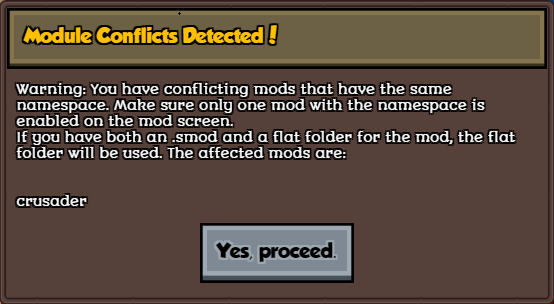 Module Conflicts Detected!
Warning: You have conflicting mods that have the same
namespace. Make sure only one mod with the namespace is
enabled on the mod screen.
If you have both an .smod and a flat folder for the mod, the flat
folder will be used. The affected mods are:
crusader
Yes, proceed.